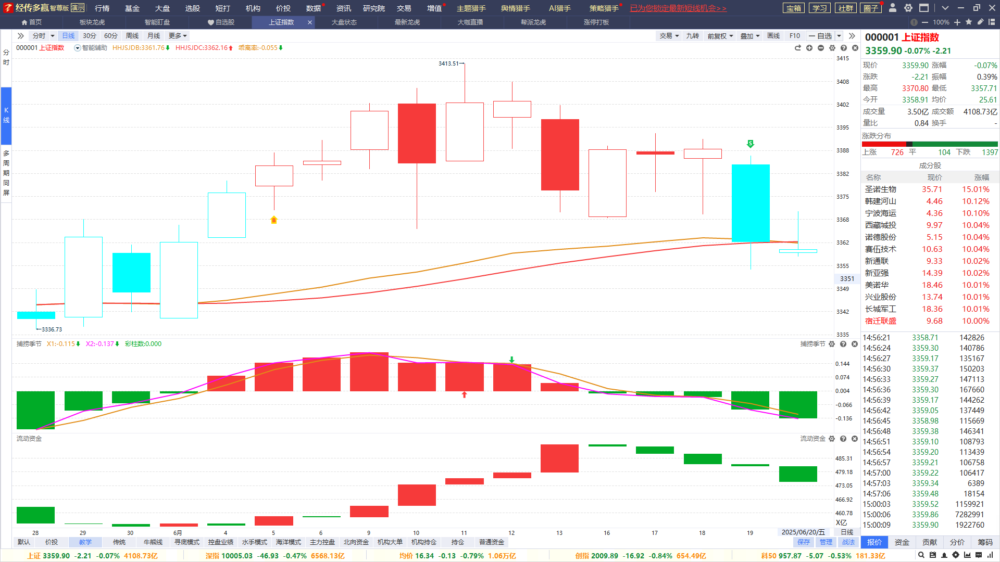 经传多赢 智尊版 演示 行情 基金 大盘 选股 短打 机构 价投 数据 资讯 研究院 交易 增值 主题猎手 舆情猎手 AI猎手 策略猎手 已为您锁定最新短线机会>> 宝箱 学习 社群 圈子
首页 板块龙虎 智能盯盘 自选股 上证指数 大盘状态 最新龙虎 大咖直播 帮派龙虎 涨停打板 100%
分时 日线 30分 60分 周线 月线 更多 交易 九转 前复权 叠加 画线 F10 自选
000001 上证指数 智能辅助 HHJSJDB:3361.76 HHJSJDC:3362.16 乖离率:-0.055
分时
K线
多周期同屏
3413.51
3336.73
B
S
3415
3408
3402
3395
3388
3382
3375
3368
3362
3355
3351
3349
3342
3335
捕捞季节 X1:-0.115 X2:-0.137 彩柱数:0.000 捕捞季节
0.144
0.074
0.004
-0.066
-0.136
流动资金 流动资金
485.31
479.18
473.05
466.92
460.78
X亿
28 29 30 6月 4 5 6 9 10 11 12 13 16 17 18 19 2025/06/20/五 日线
默认 价投 教学 传统 牛能线 寻底模式 控盘业绩 水手模式 海洋模式 主力控盘 北向资金 机构大单 机构持仓 持仓 普通资金 保存 管理 战法
000001 上证指数
3359.90 -0.07% -2.21
现价 3359.90 涨幅 -0.07%
涨跌 -2.21 振幅 0.39%
最高 3370.80 最低 3357.71
今开 3358.91 均价 25.61
成交量 3.50亿 成交额 4108.73亿
量比 0.84 换手 -
涨跌分布
上涨 726 平 104 下跌 1397
成分股
名称 现价 涨幅
圣诺生物 35.71 15.01%
韩建河山 4.46 10.12%
宁波海运 4.36 10.10%
西藏城投 9.97 10.04%
诺德股份 5.15 10.04%
赛伍技术 10.63 10.04%
新通联 9.33 10.02%
新亚强 14.39 10.02%
美诺华 18.46 10.01%
兴业股份 13.74 10.01%
长城军工 18.36 10.01%
宿迁联盛 9.68 10.00%
14:56:21 3358.71 142826
14:56:24 3359.30 140786
14:56:27 3359.17 135167
14:56:30 3359.37 150203
14:56:33 3359.27 147113
14:56:36 3359.30 167660
14:56:39 3359.17 144262
14:56:42 3359.05 137449
14:56:45 3358.98 115669
14:56:48 3359.38 146341
14:56:51 3359.10 108793
14:56:54 3359.20 113439
14:56:57 3359.21 106758
14:57:00 3359.22 106417
14:57:03 3359.34 6389
14:57:06 3359.48 18154
15:00:03 3359.52 1159921
15:00:06 3359.86 7282991
15:00:09 3359.90 1922760
报价 资金 贡献 分价 筹码
上证 3359.90 -2.21 -0.07% 4108.73亿 深指 10005.03 -46.93 -0.47% 6568.13亿 均价 16.34 -0.13 -0.79% 1.06万亿 创指 2009.89 -16.92 -0.84% 654.49亿 科50 957.87 -5.07 -0.53% 181.33亿